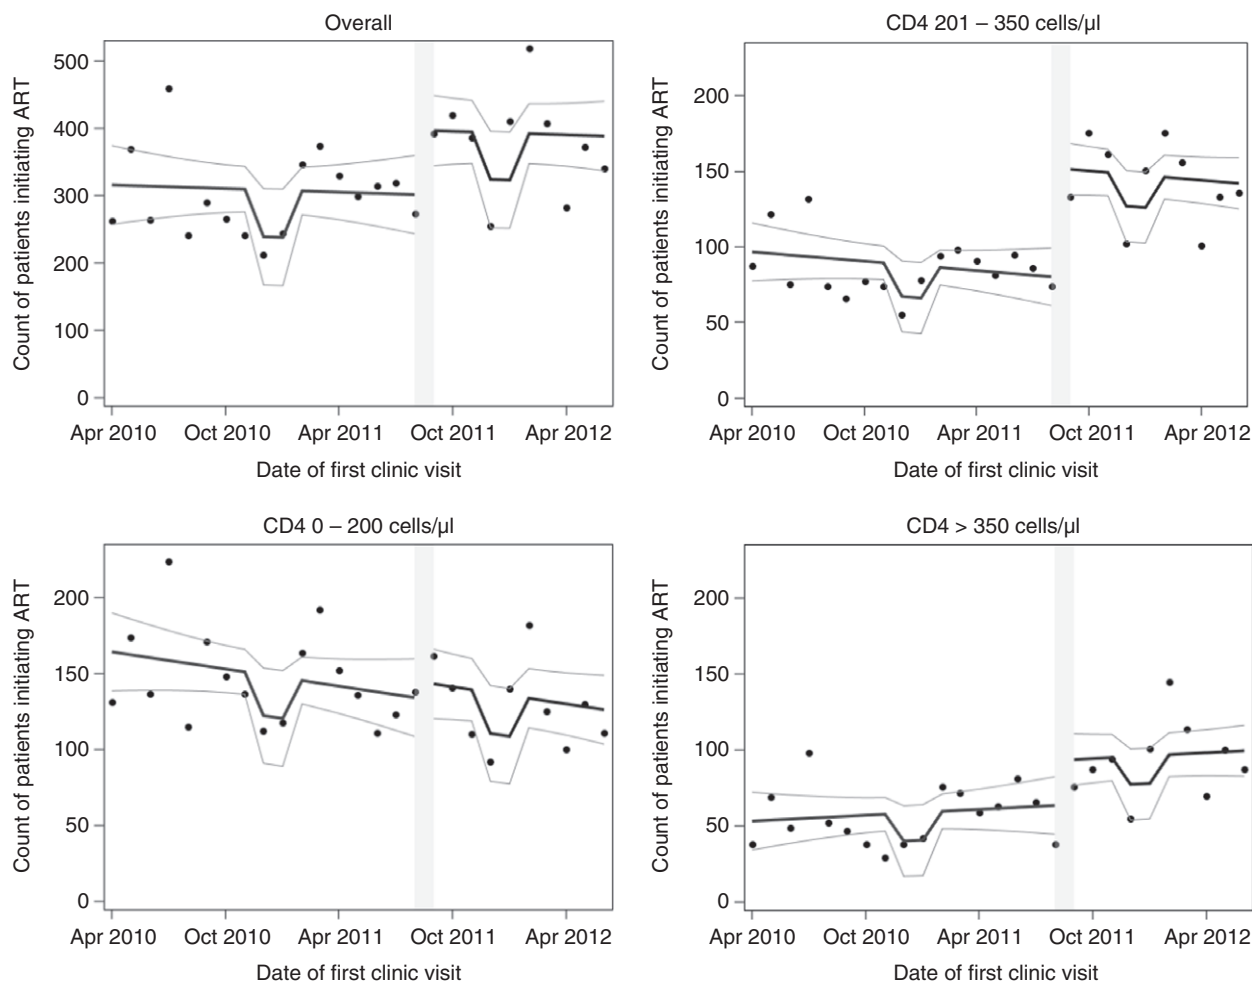 Overall
Count of patients initiating ART
500
400
300
200
100
0
Apr 2010
Oct 2010
Apr 2011
Oct 2011
Apr 2012
Date of first clinic visit
CD4 201 – 350 cells/µl
Count of patients initiating ART
200
150
100
50
0
Apr 2010
Oct 2010
Apr 2011
Oct 2011
Apr 2012
Date of first clinic visit
CD4 0 – 200 cells/µl
Count of patients initiating ART
200
150
100
50
0
Apr 2010
Oct 2010
Apr 2011
Oct 2011
Apr 2012
Date of first clinic visit
CD4 > 350 cells/µl
Count of patients initiating ART
200
150
100
50
0
Apr 2010
Oct 2010
Apr 2011
Oct 2011
Apr 2012
Date of first clinic visit